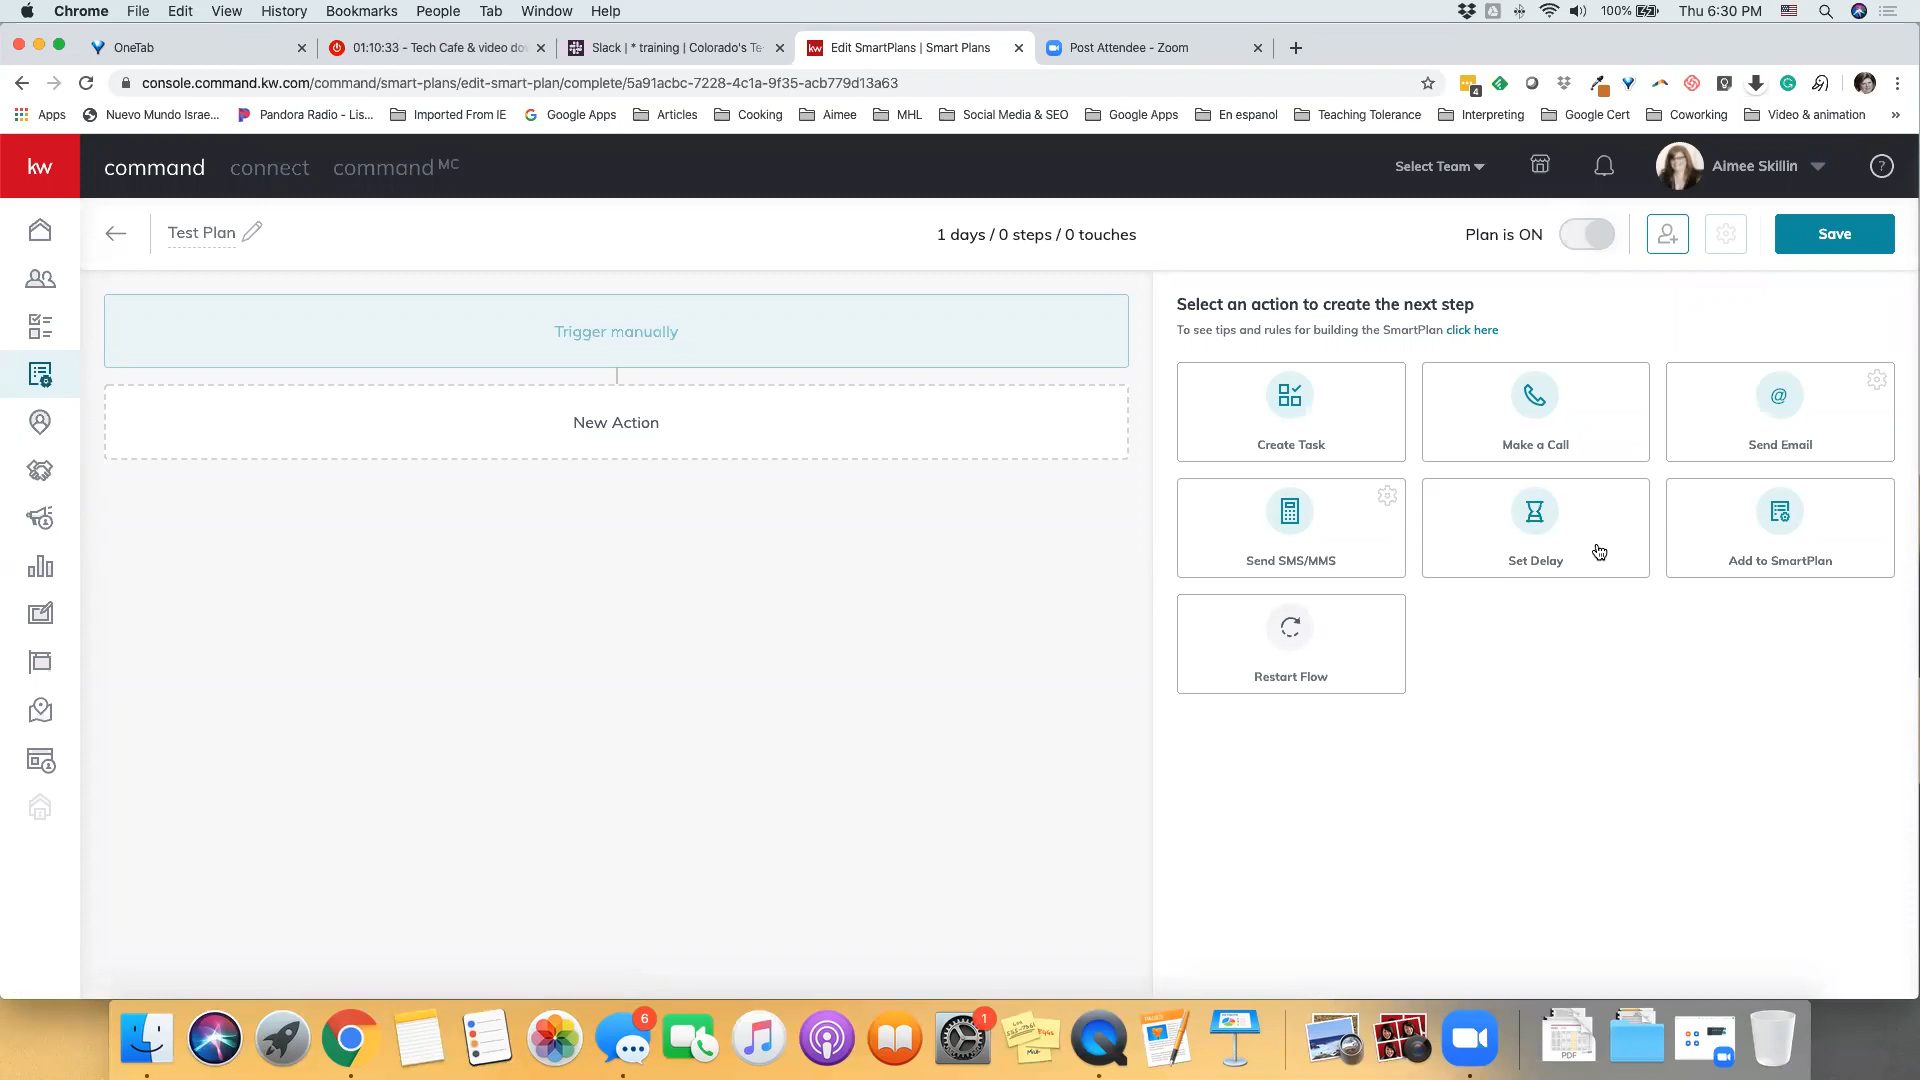 Chrome File Edit View History Bookmarks People Tab Window Help 100% Thu 6:30 PM
OneTab 01:10:33 - Tech Cafe & video do Slack | * training | Colorado's Te Edit SmartPlans | Smart Plans Post Attendee - Zoom
console.command.kw.com/command/smart-plans/edit-smart-plan/complete/5a91acbc-7228-4c1a-9f35-acb779d13a63 4
Apps Nuevo Mundo Israe... Pandora Radio - Lis... Imported From IE Google Apps Articles Cooking Aimee MHL Social Media & SEO Google Apps En espanol Teaching Tolerance Interpreting Google Cert Coworking Video & animation »
kw command connect command MC Select Team Aimee Skillin ?
Test Plan 1 days / 0 steps / 0 touches Plan is ON Save
Trigger manually
New Action
Select an action to create the next step
To see tips and rules for building the SmartPlan click here
Create Task Make a Call Send Email
Send SMS/MMS Set Delay Add to SmartPlan
Restart Flow
6 1
PAGES
PDF